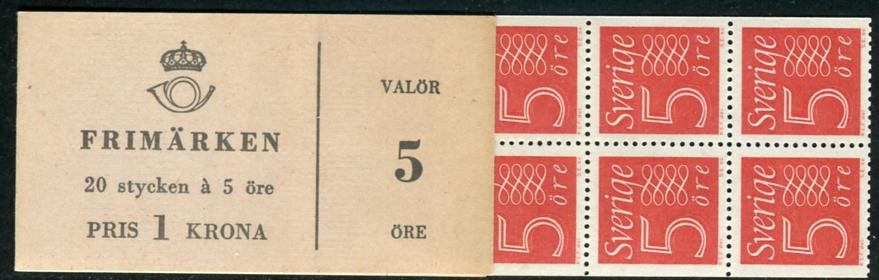 FRIMÄRKEN
20 stycken à 5 öre
PRIS 1 KRONA
VALÖR
5
ÖRE
5 öre
Sverige 5 öre
Sverige 5 öre
5 öre
Sverige 5 öre
Sverige 5 öre